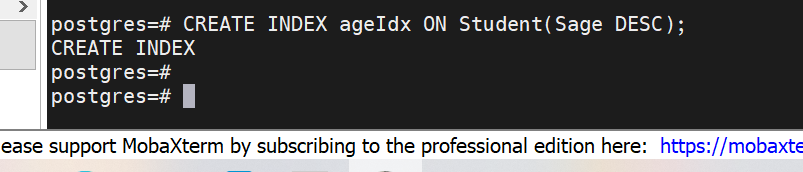 postgres=# CREATE INDEX ageIdx ON Student(Sage DESC);
CREATE INDEX
postgres=#
postgres=#
ease support MobaXterm by subscribing to the professional edition here: https://mobaxte